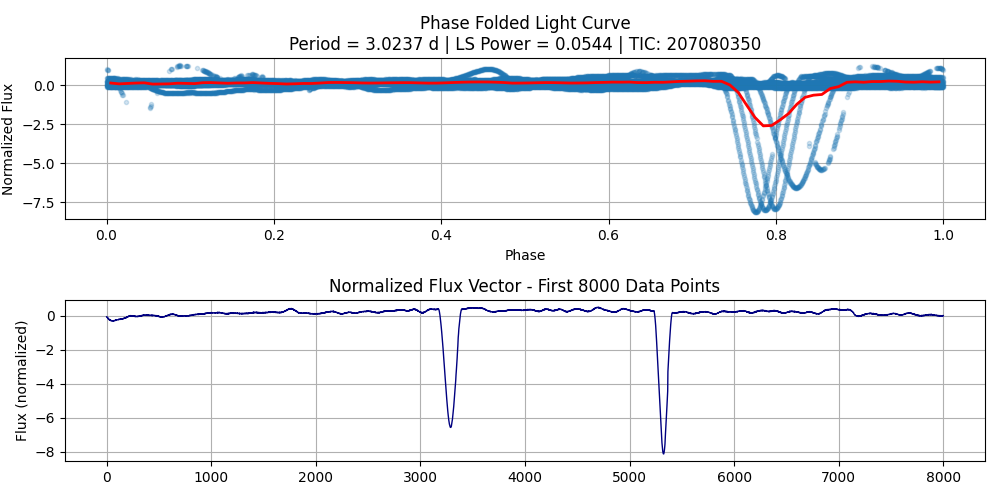 Phase Folded Light Curve
Period = 3.0237 d | LS Power = 0.0544 | TIC: 207080350
Normalized Flux
0.0
−2.5
−5.0
−7.5
0.0 0.2 0.4 0.6 0.8 1.0
Phase
Normalized Flux Vector - First 8000 Data Points
Flux (normalized)
0
−2
−4
−6
−8
0 1000 2000 3000 4000 5000 6000 7000 8000